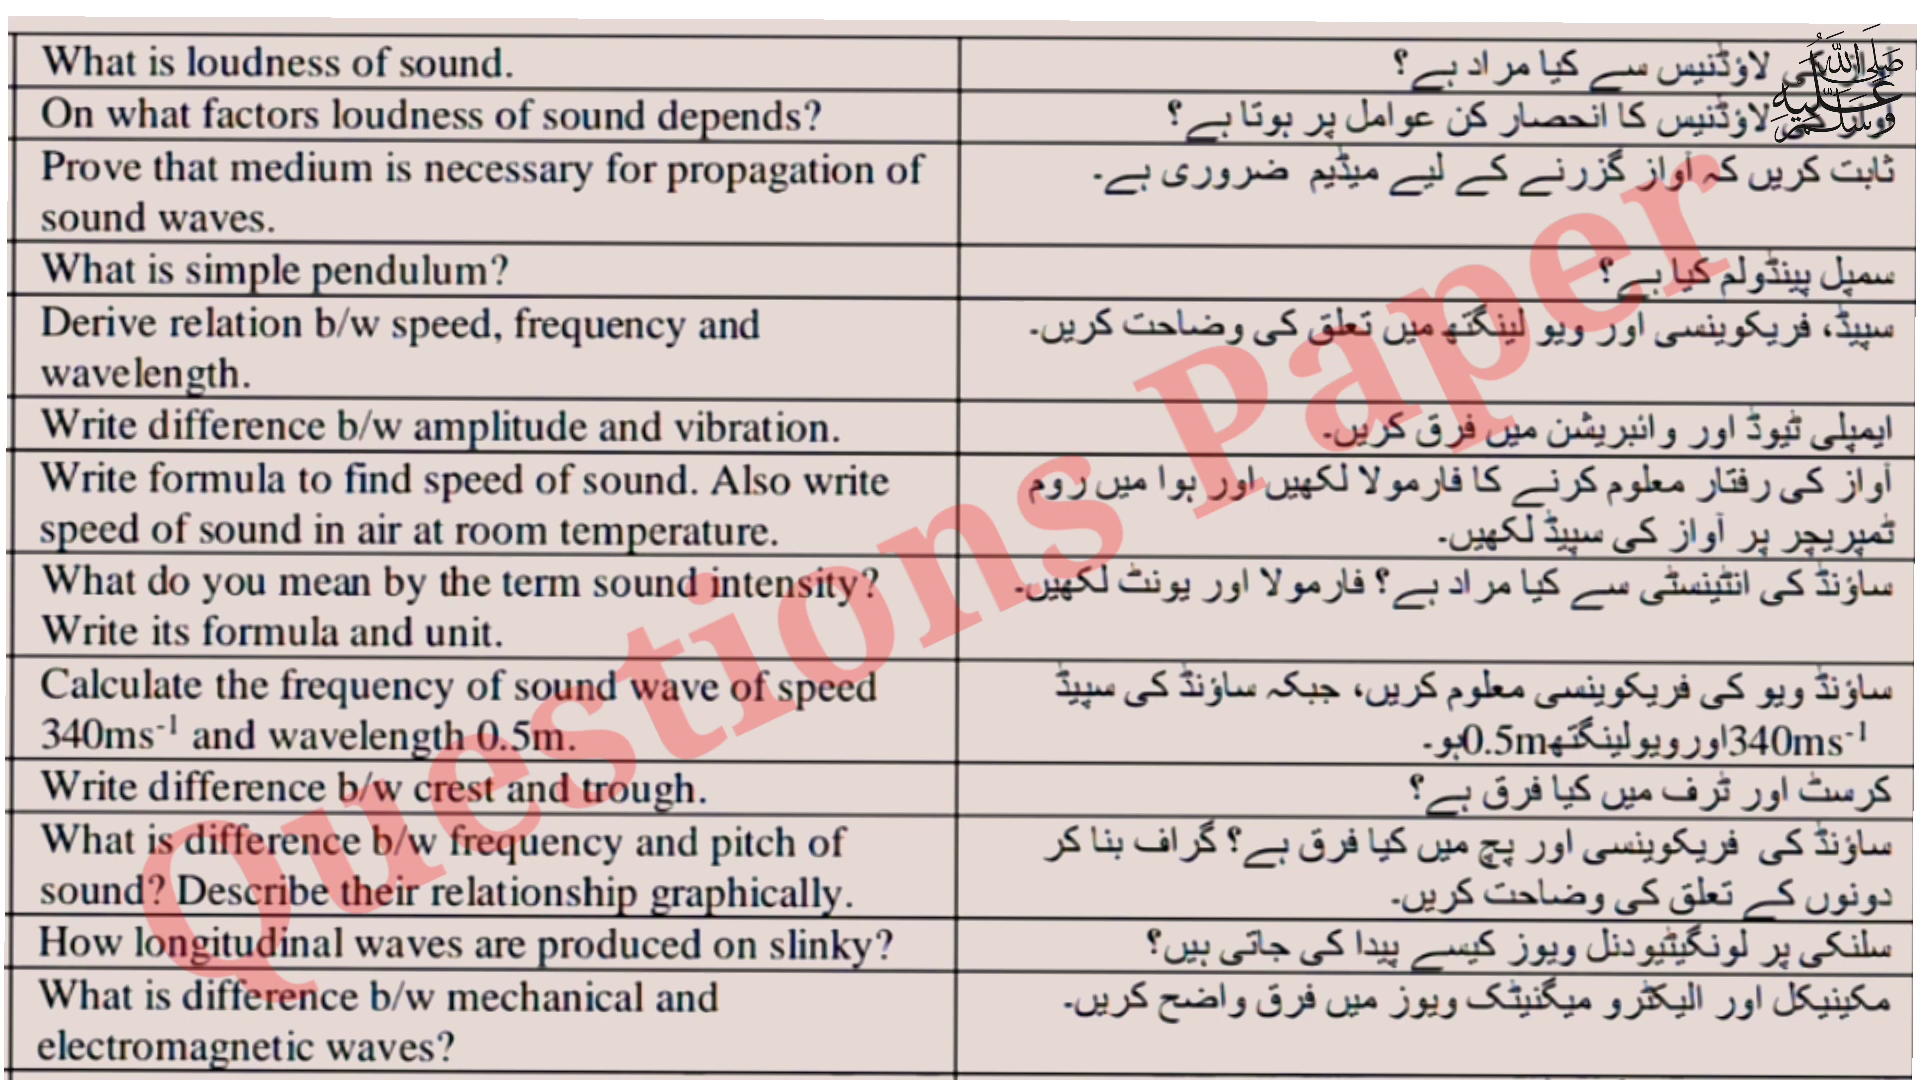 What is loudness of sound.
آواز کی لاؤڈنیس سے کیا مراد ہے؟
صلى الله عليه وسلم
On what factors loudness of sound depends?
لاؤڈنیس کا انحصار کن عوامل پر ہوتا ہے؟
Prove that medium is necessary for propagation of
sound waves.
ثابت کریں کہ آواز گزرنے کے لیے میڈیم ضروری ہے۔
What is simple pendulum?
سمپل پینڈولم کیا ہے؟
Derive relation b/w speed, frequency and
wavelength.
سپیڈ، فریکوینسی اور ویو لینگتھ میں تعلق کی وضاحت کریں۔
Write difference b/w amplitude and vibration.
ایمپلی ٹیوڈ اور وائبریشن میں فرق کریں۔
Write formula to find speed of sound. Also write
speed of sound in air at room temperature.
آواز کی رفتار معلوم کرنے کا فارمولا لکھیں اور ہوا میں روم
ٹمپریچر پر آواز کی سپیڈ لکھیں۔
What do you mean by the term sound intensity?
Write its formula and unit.
ساؤنڈ کی انٹینسٹی سے کیا مراد ہے؟ فارمولا اور یونٹ لکھیں۔
Calculate the frequency of sound wave of speed
340ms⁻¹ and wavelength 0.5m.
ساؤنڈ ویو کی فریکوینسی معلوم کریں، جبکہ ساؤنڈ کی سپیڈ
340ms⁻¹ اور ویولینگتھ 0.5m ہو۔
Write difference b/w crest and trough.
کرسٹ اور ٹرف میں کیا فرق ہے؟
What is difference b/w frequency and pitch of
sound? Describe their relationship graphically.
ساؤنڈ کی فریکوینسی اور پچ میں کیا فرق ہے؟ گراف بنا کر
دونوں کے تعلق کی وضاحت کریں۔
How longitudinal waves are produced on slinky?
سلنکی پر لونگیٹیودنل ویوز کیسے پیدا کی جاتی ہیں؟
What is difference b/w mechanical and
electromagnetic waves?
مکینیکل اور الیکٹرو میگنیٹک ویوز میں فرق واضح کریں۔
Questions Paper